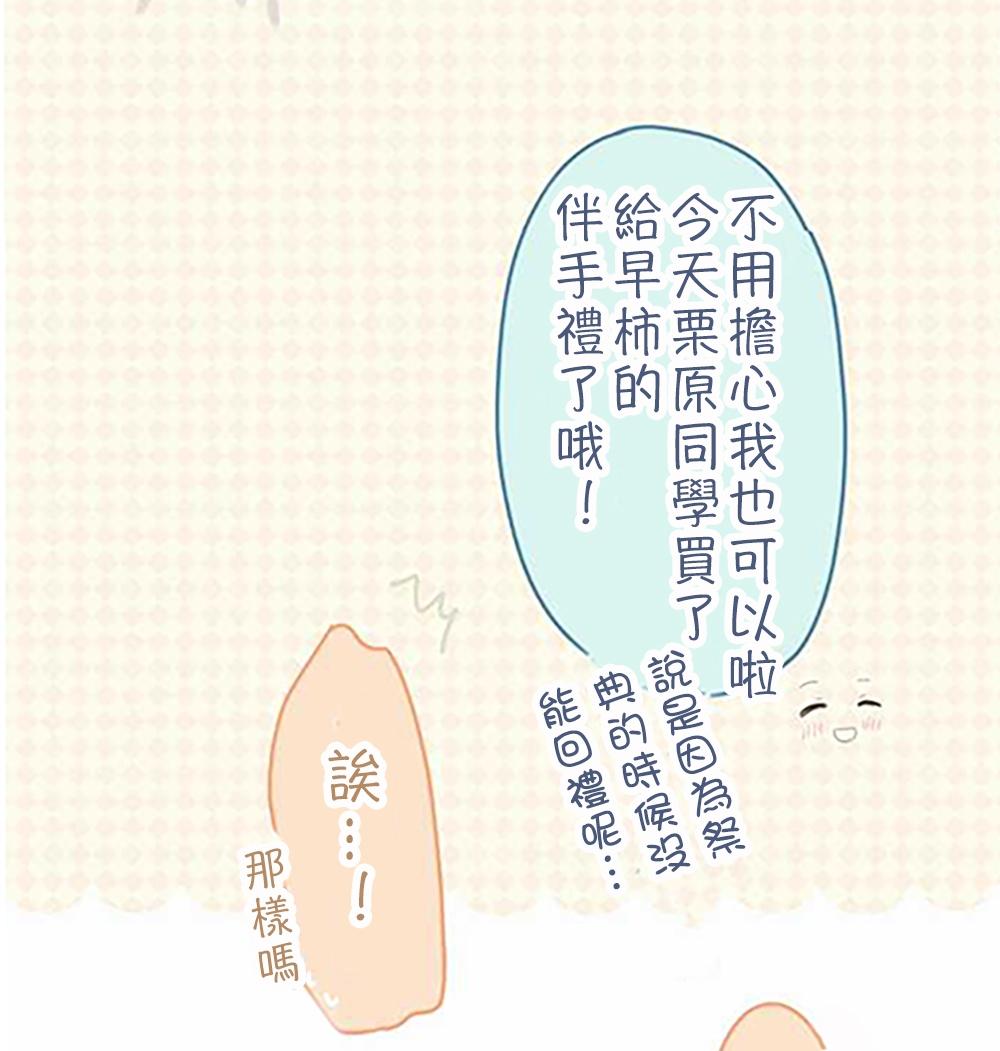 不用擔心我也可以啦
今天栗原同學買了
給早柿的
伴手禮了哦！
說是因為祭
典的時候沒
能回禮呢…
誒……！
那樣嗎